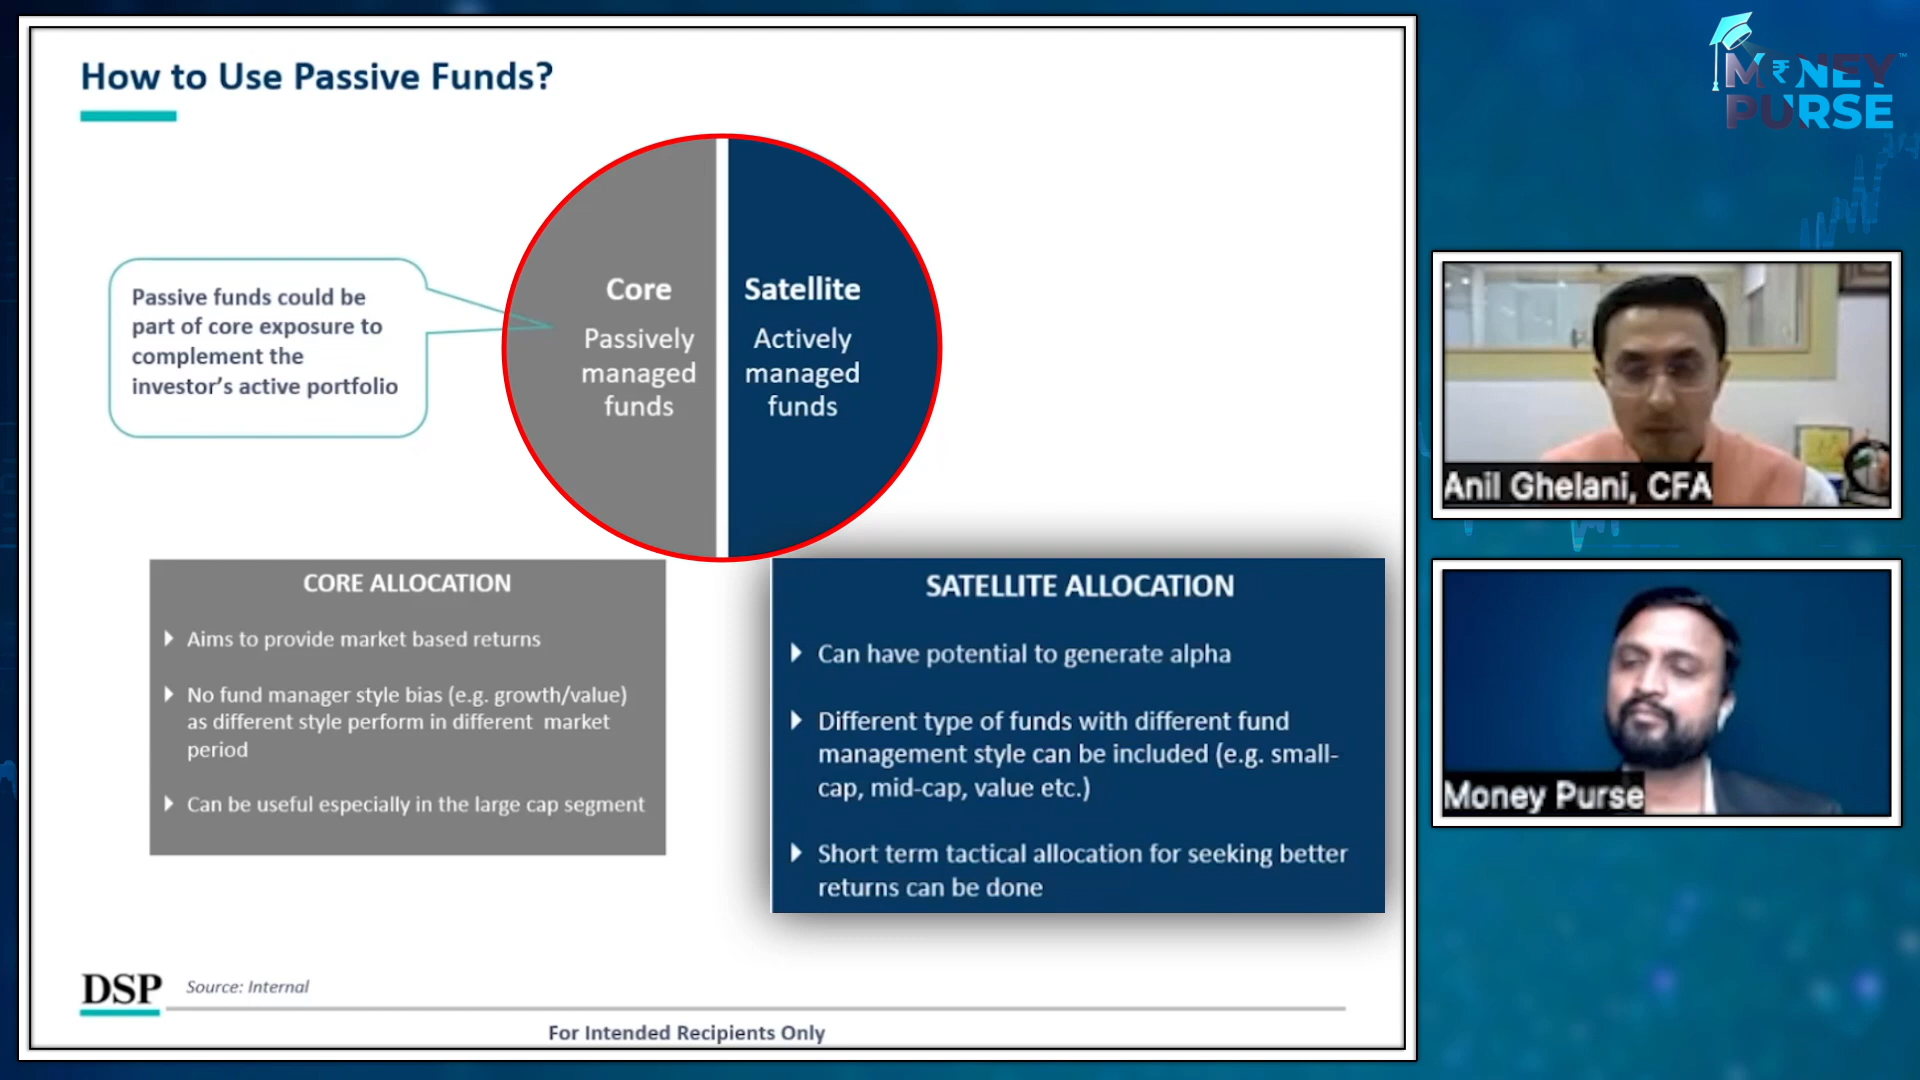 How to Use Passive Funds?
MONEY
PURSE
™
Passive funds could be
part of core exposure to
complement the
investor's active portfolio
Core
Passively
managed
funds
Satellite
Actively
managed
funds
CORE ALLOCATION
Aims to provide market based returns
No fund manager style bias (e.g. growth/value)
as different style perform in different market
period
Can be useful especially in the large cap segment
SATELLITE ALLOCATION
Can have potential to generate alpha
Different type of funds with different fund
management style can be included (e.g. small-
cap, mid-cap, value etc.)
Short term tactical allocation for seeking better
returns can be done
Anil Ghelani, CFA
Money Purse
DSP
Source: Internal
For Intended Recipients Only